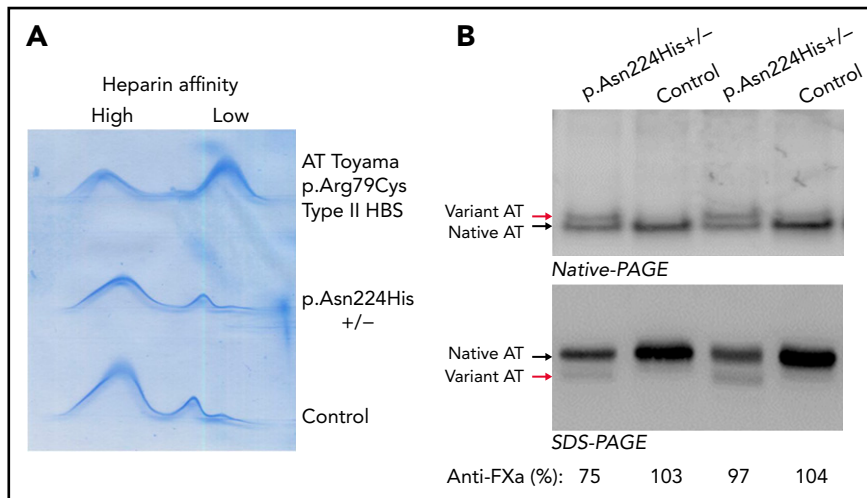 A
Heparin affinity
High Low
AT Toyama
p.Arg79Cys
Type II HBS
p.Asn224His
+/−
Control
B
p.Asn224His+/− Control p.Asn224His+/− Control
Variant AT
Native AT
Native-PAGE
Native AT
Variant AT
SDS-PAGE
Anti-FXa (%): 75 103 97 104